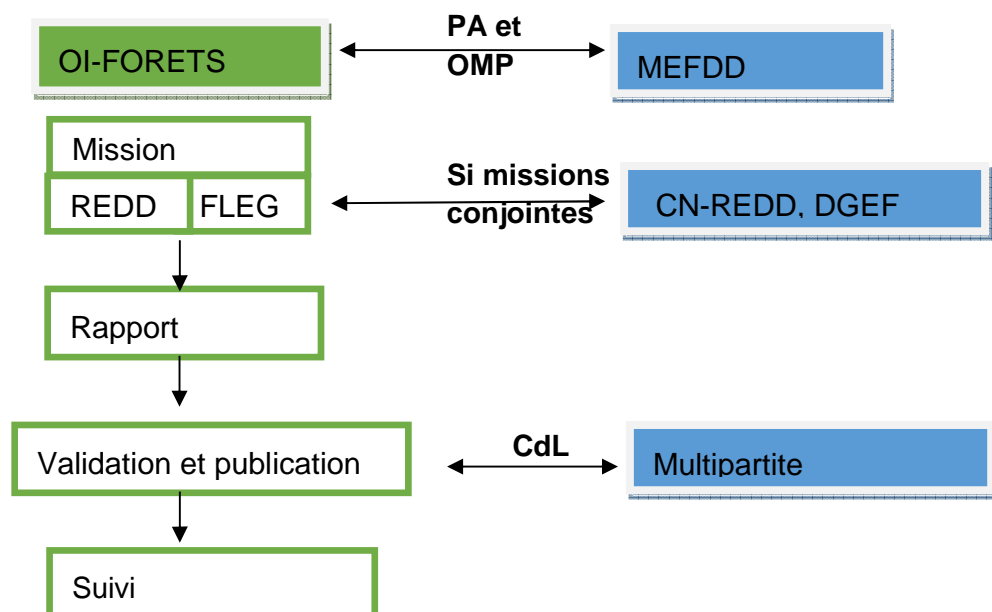 OI-FORETS
PA et
OMP
MEFDD
Mission
REDD
FLEG
Si missions
conjointes
CN-REDD, DGEF
Rapport
Validation et publication
CdL
Multipartite
Suivi